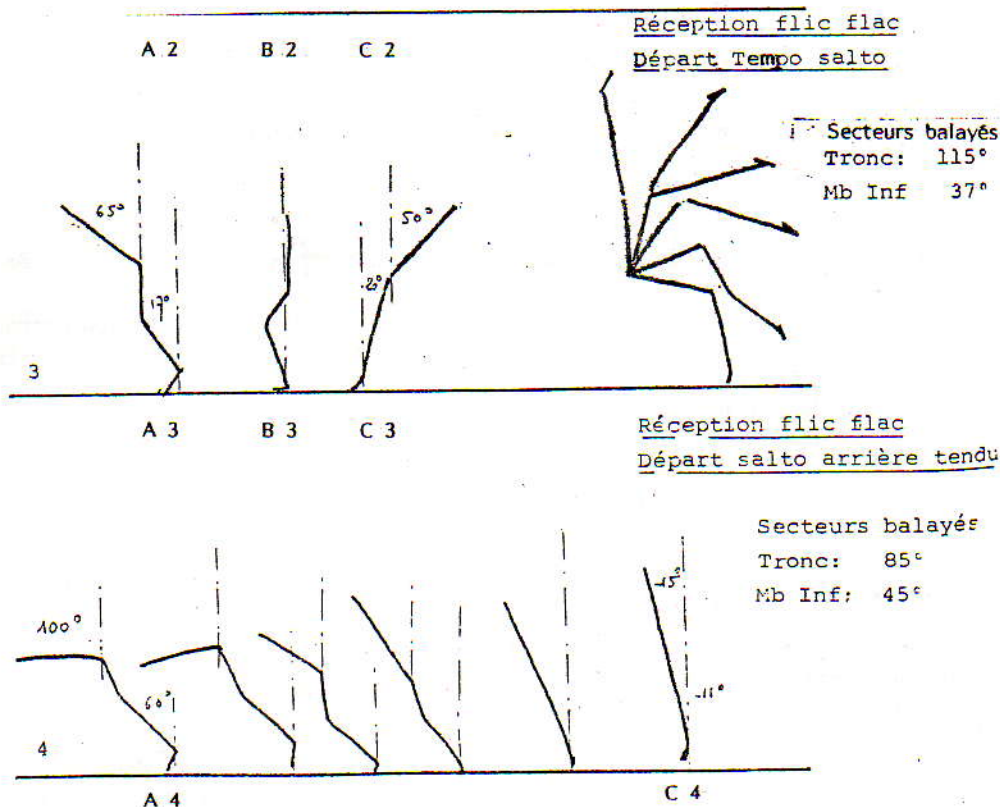 A 2 B 2 C 2
Réception flic flac
Départ Tempo salto
Secteurs balayés
Tronc: 115°
Mb Inf 37°
65°
17°
50°
3
A 3 B 3 C 3
Réception flic flac
Départ salto arrière tendu
Secteurs balayés
Tronc: 85°
Mb Inf: 45°
100°
60°
-15°
-11°
4
A 4 C 4